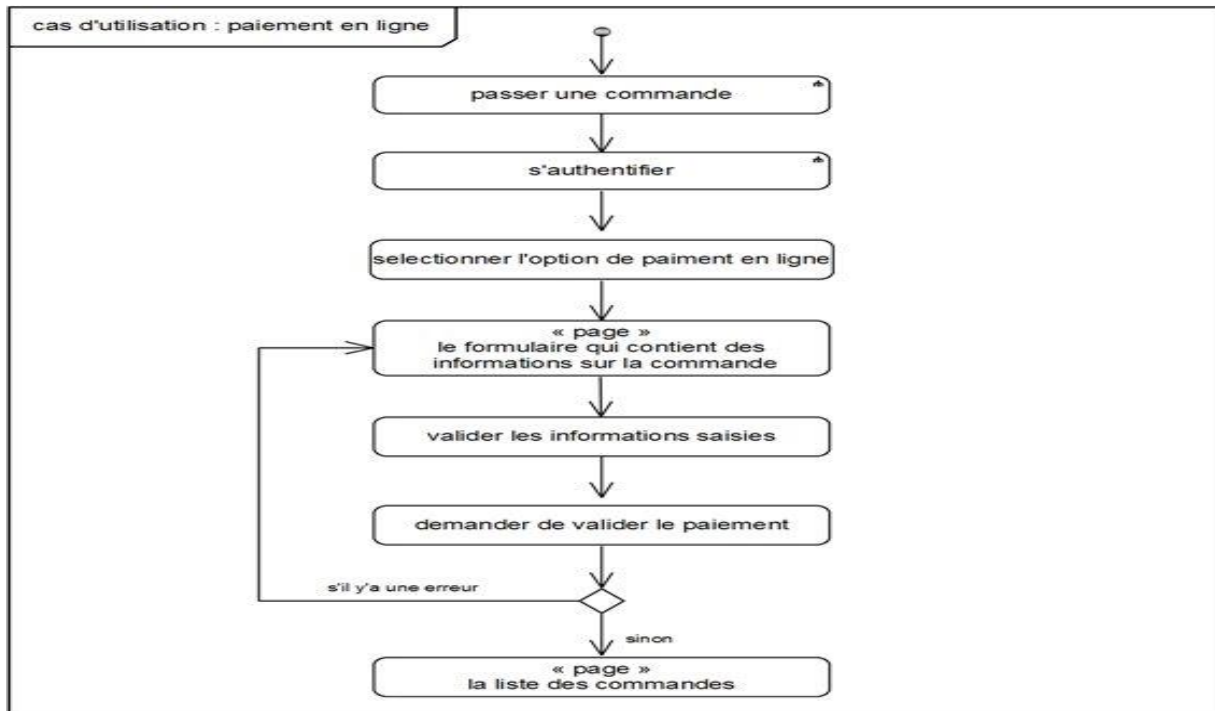 cas d'utilisation : paiement en ligne
passer une commande
s'authentifier
selectionner l'option de paiment en ligne
« page »
le formulaire qui contient des
informations sur la commande
valider les informations saisies
demander de valider le paiement
s'il y'a une erreur
sinon
« page »
la liste des commandes